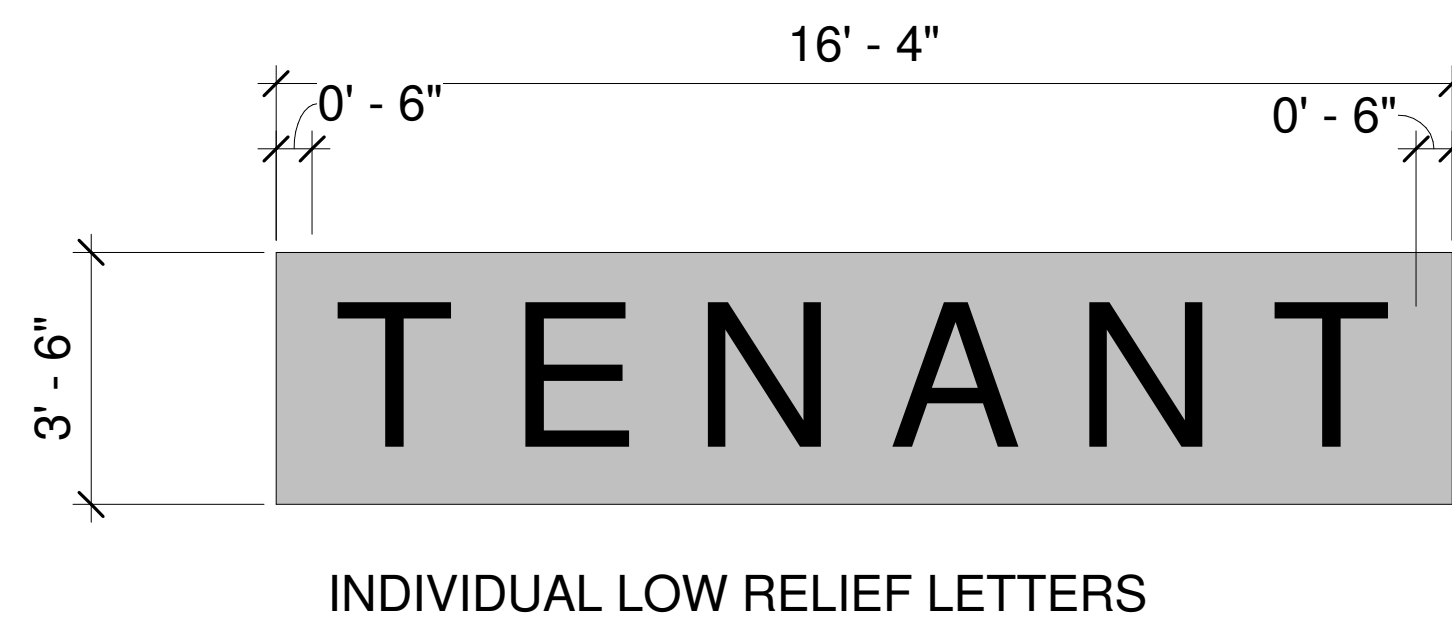 16' - 4"
0' - 6"
0' - 6"
3' - 6"
TENANT
INDIVIDUAL LOW RELIEF LETTERS